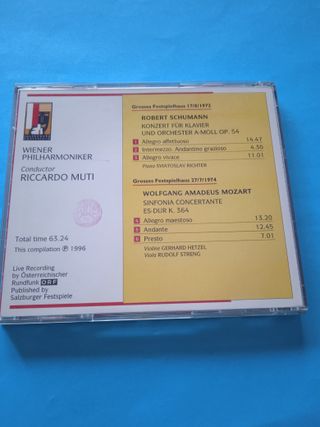 WIENER
PHILHARMONIKER
Conductor
RICCARDO MUTI
Total time 63.24
This compilation ℗ 1996
Live Recording
by Österreichischer
Rundfunk ORF
Published by
Salzburger Festspiele
Grosses Festspielhaus 17/8/1972
ROBERT SCHUMANN
KONZERT FÜR KLAVIER
UND ORCHESTER A-MOLL OP. 54
1 Allegro affettuoso 14.47
2 Intermezzo. Andantino grazioso 4.56
3 Allegro vivace 11.01
Piano SVIATOSLAV RICHTER
Grosses Festspielhaus 27/7/1974
WOLFGANG AMADEUS MOZART
SINFONIA CONCERTANTE
ES-DUR K. 364
4 Allegro maestoso 13.20
5 Andante 12.45
6 Presto 7.01
Violine GERHARD HETZEL
Viola RUDOLF STRENG